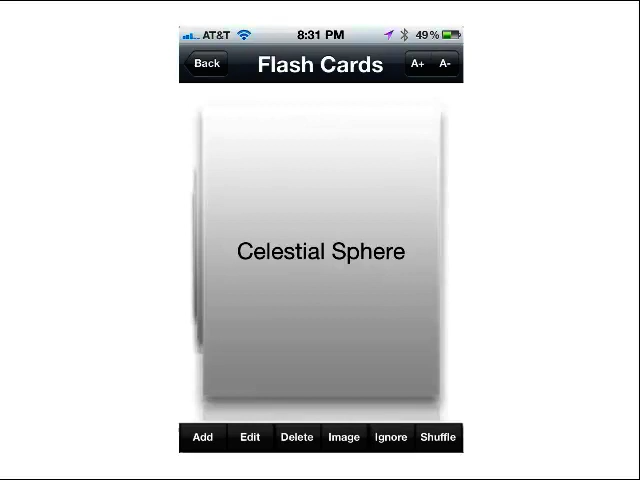 AT&T 8:31 PM 49%
Back Flash Cards A+ A-
Celestial Sphere
Add Edit Delete Image Ignore Shuffle